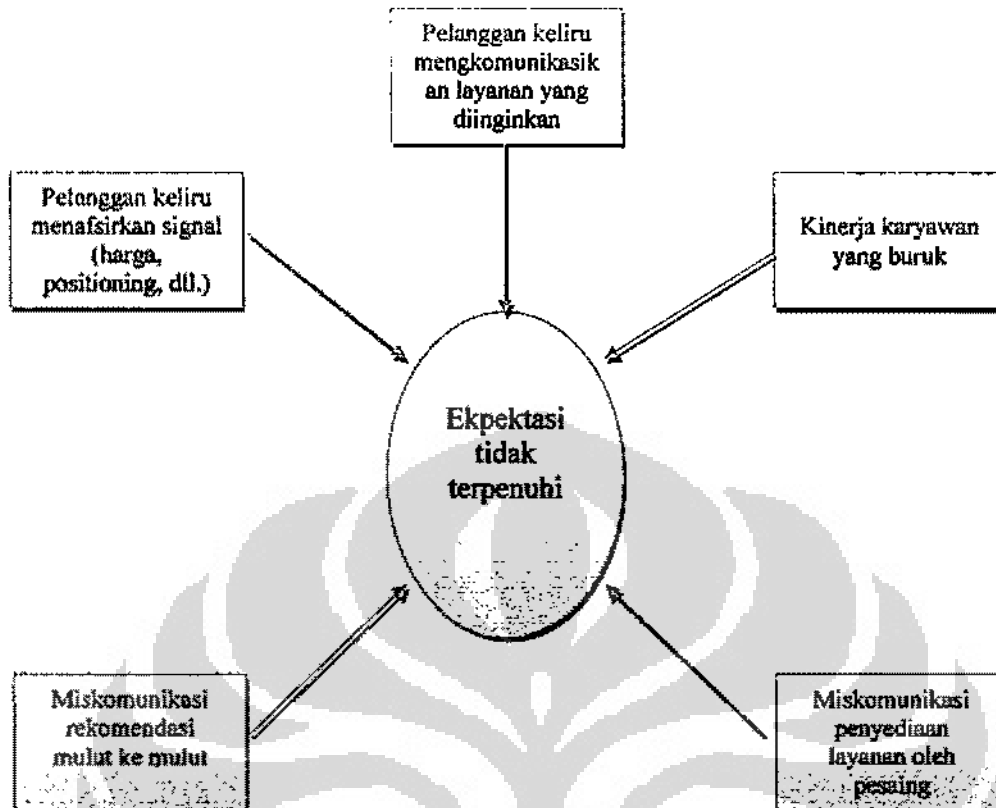 Pelanggan keliru
mengkomunikasik
an layanan yang
diinginkan
Pelanggan keliru
menafsirkan signal
(harga,
positioning, dll.)
Kinerja karyawan
yang buruk
Ekpektasi
tidak
terpenuhi
Miskomunikasi
rekomendasi
mulut ke mulut
Miskomunikasi
penyediaan
layanan oleh
pesaing